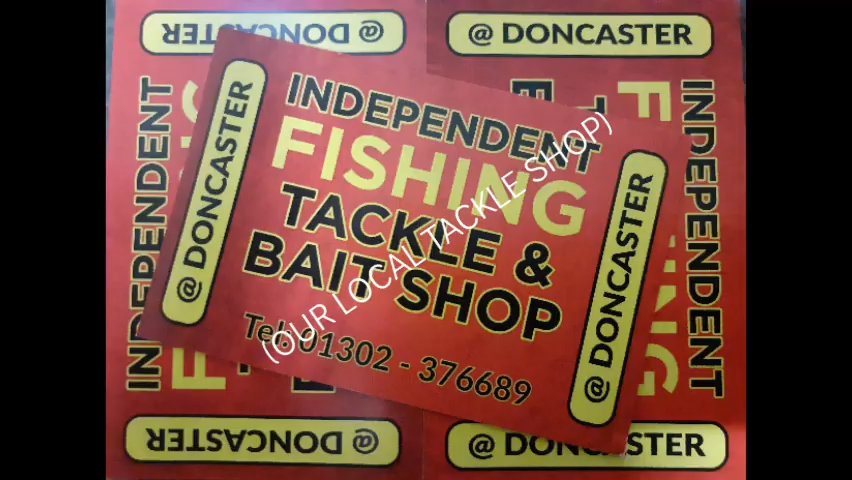 @ DONCASTER
@ DONCASTER
INDEPENDENT
INDEPENDENT
FISHING
TACKLE &
BAIT SHOP
Tel: 01302 - 376689
@ DONCASTER
@ DONCASTER
(OUR LOCAL TACKLE SHOP)
INDEPENDENT
@ DONCASTER
@ DONCASTER